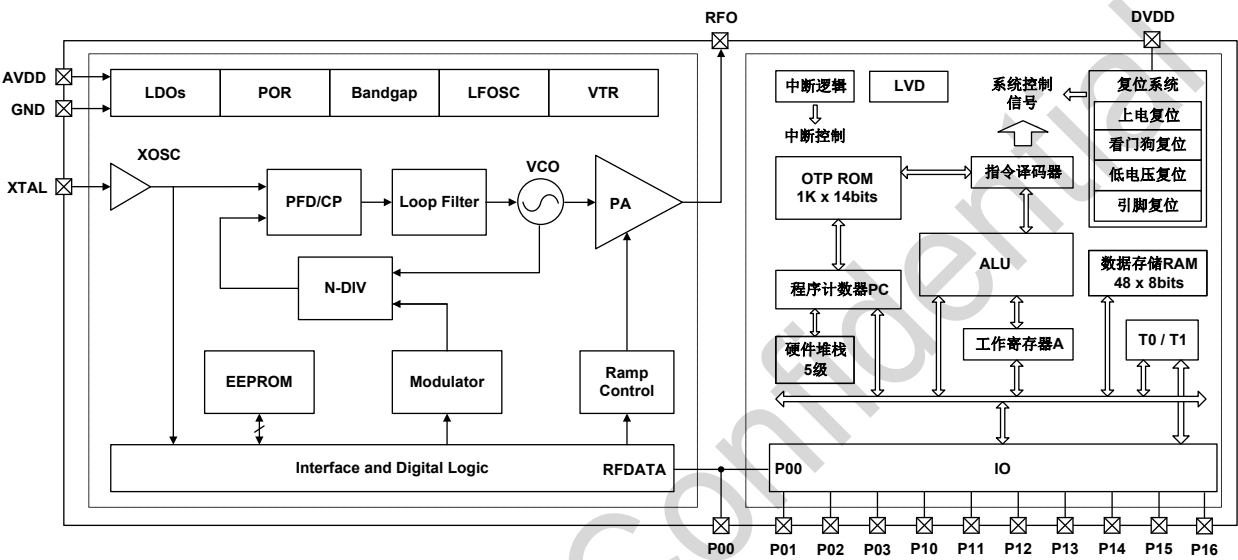 RFO
DVDD
AVDD
GND
XTAL
LDOs
POR
Bandgap
LFOSC
VTR
XOSC
PFD/CP
Loop Filter
VCO
PA
N-DIV
EEPROM
Modulator
Ramp
Control
Interface and Digital Logic
RFDATA
中断逻辑
中断控制
LVD
系统控制
信号
复位系统
上电复位
看门狗复位
低电压复位
引脚复位
OTP ROM
1K x 14bits
指令译码器
ALU
数据存储RAM
48 x 8bits
程序计数器PC
硬件堆栈
5级
工作寄存器A
T0 / T1
P00
IO
P00
P01
P02
P03
P10
P11
P12
P13
P14
P15
P16
Confidential